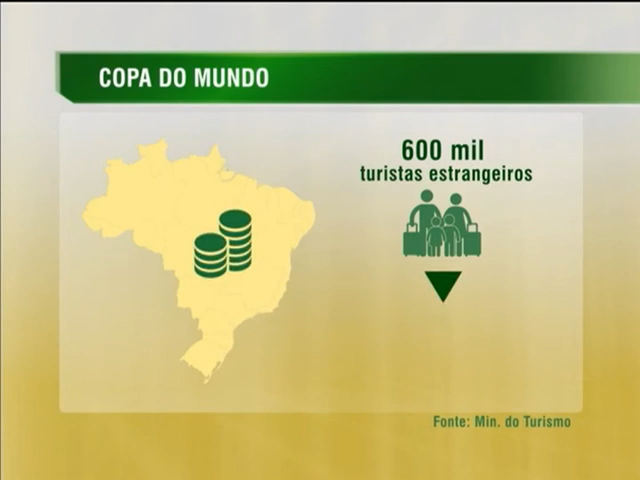 COPA DO MUNDO
600 mil
turistas estrangeiros
Fonte: Min. do Turismo